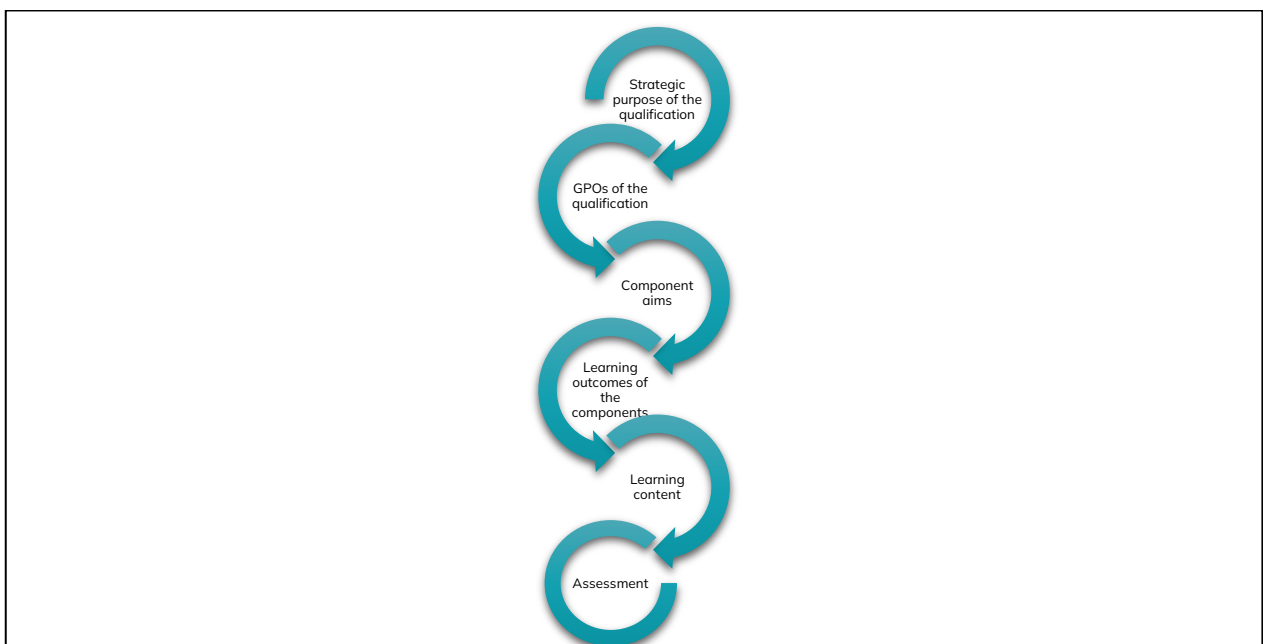 Strategic
purpose of the
qualification
GPOs of the
qualification
Component
aims
Learning
outcomes of
the
components
Learning
content
Assessment